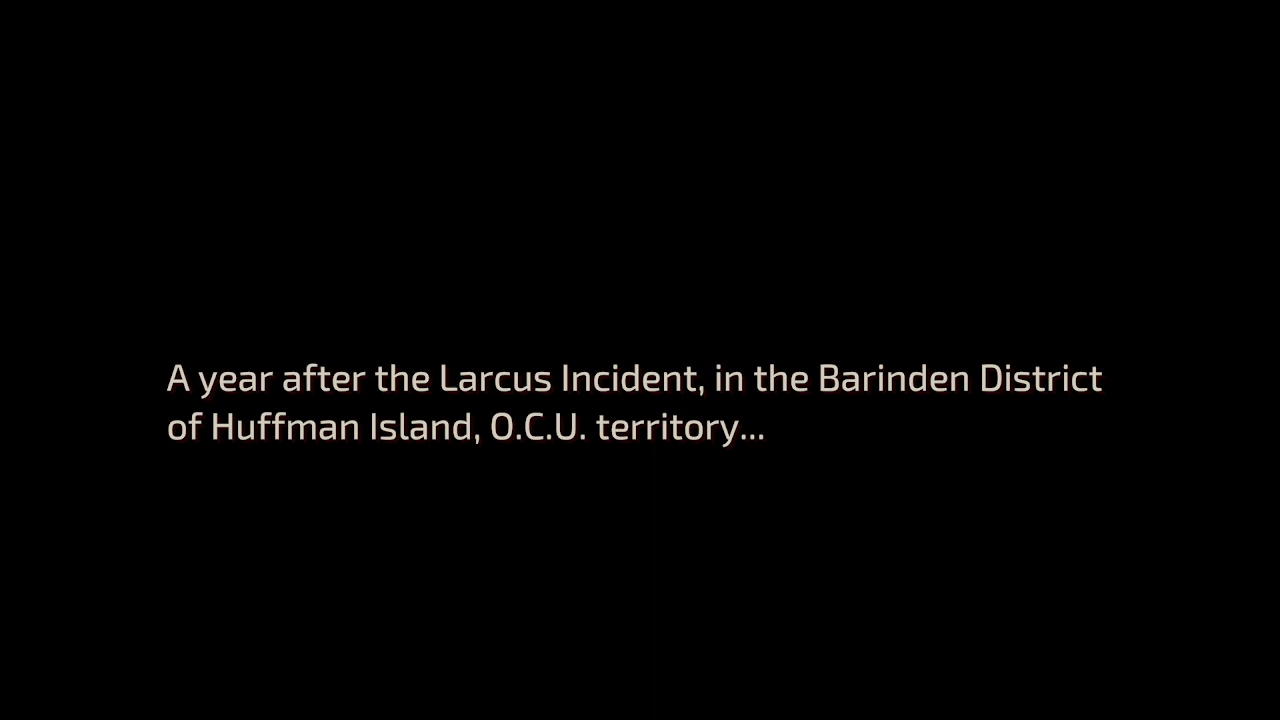 A year after the Larcus Incident, in the Barinden District
of Huffman Island, O.C.U. territory...